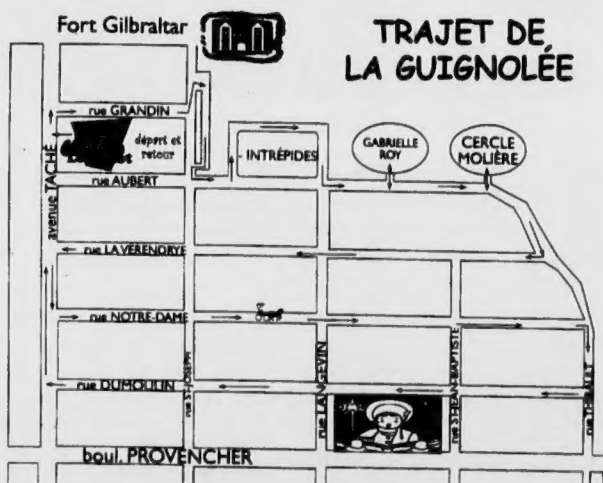 Fort Gilbraltar
TRAJET DE
LA GUIGNOLÉE
rue GRANDIN
départ et
retour
INTRÉPIDES
GABRIELLE
ROY
CERCLE
MOLIÈRE
avenue TACHÉ
rue AUBERT
rue LA VÉRENDRYE
rue NOTRE-DAME
rue ST-JOSEPH
rue LANGEVIN
rue ST-JEAN-BAPTISTE
rue THIBAULT
rue DUMOULIN
boul. PROVENCHER